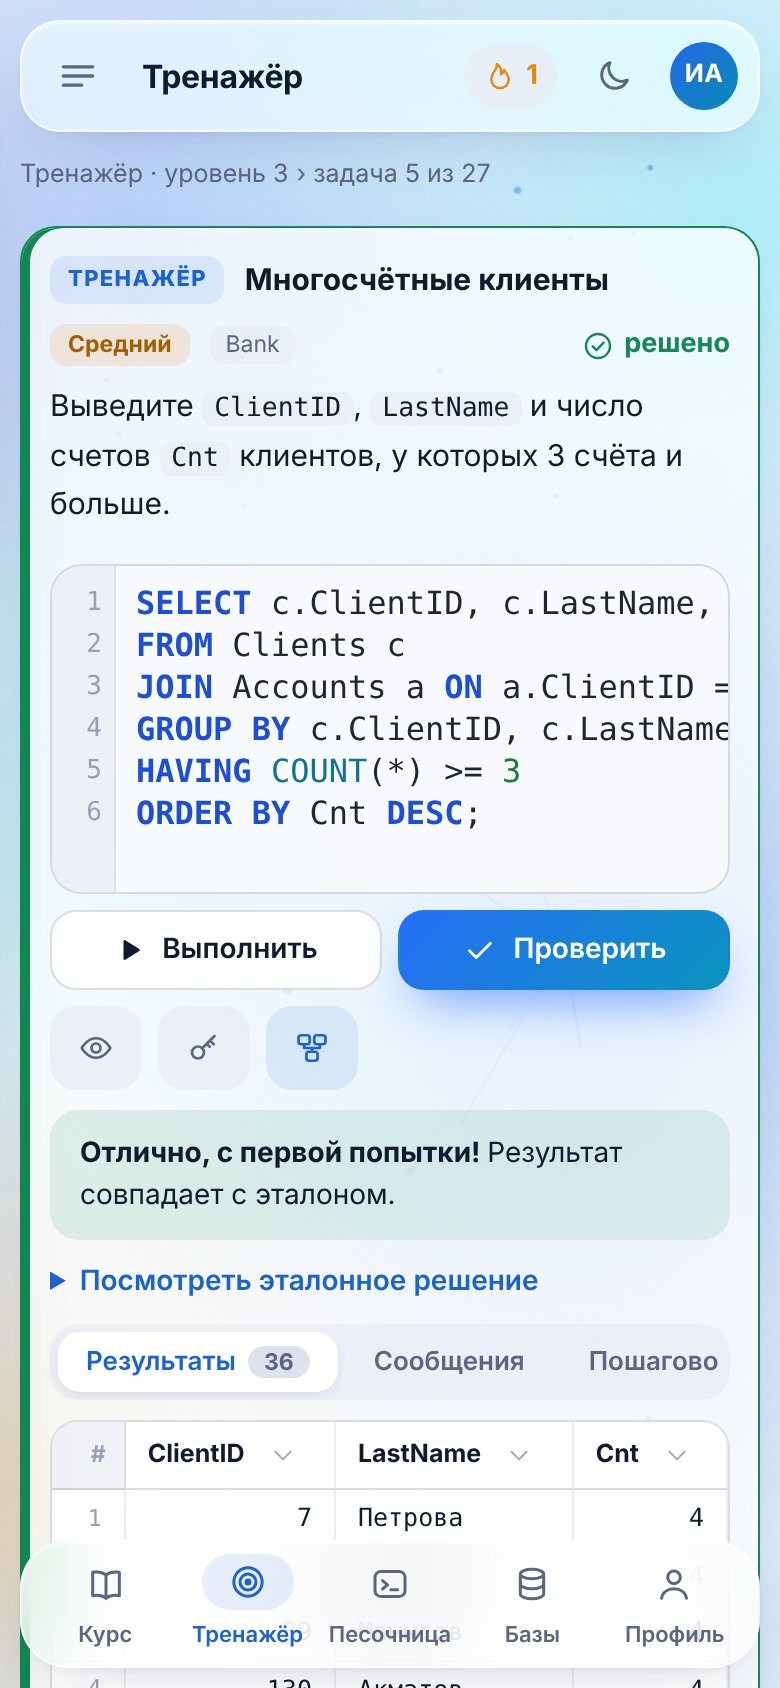 Тренажёр
1
ИА
Тренажёр · уровень 3 › задача 5 из 27
ТРЕНАЖЁР Многосчётные клиенты
Средний Bank решено
Выведите ClientID, LastName и число
счетов Cnt клиентов, у которых 3 счёта и
больше.
1 SELECT c.ClientID, c.LastName,
2 FROM Clients c
3 JOIN Accounts a ON a.ClientID =
4 GROUP BY c.ClientID, c.LastName
5 HAVING COUNT(*) >= 3
6 ORDER BY Cnt DESC;
Выполнить Проверить
Отлично, с первой попытки! Результат
совпадает с эталоном.
Посмотреть эталонное решение
Результаты 36 Сообщения Пошагово
# ClientID LastName Cnt
1 7 Петрова 4
Курс Тренажёр Песочница Базы Профиль
4 130 Акматов 4